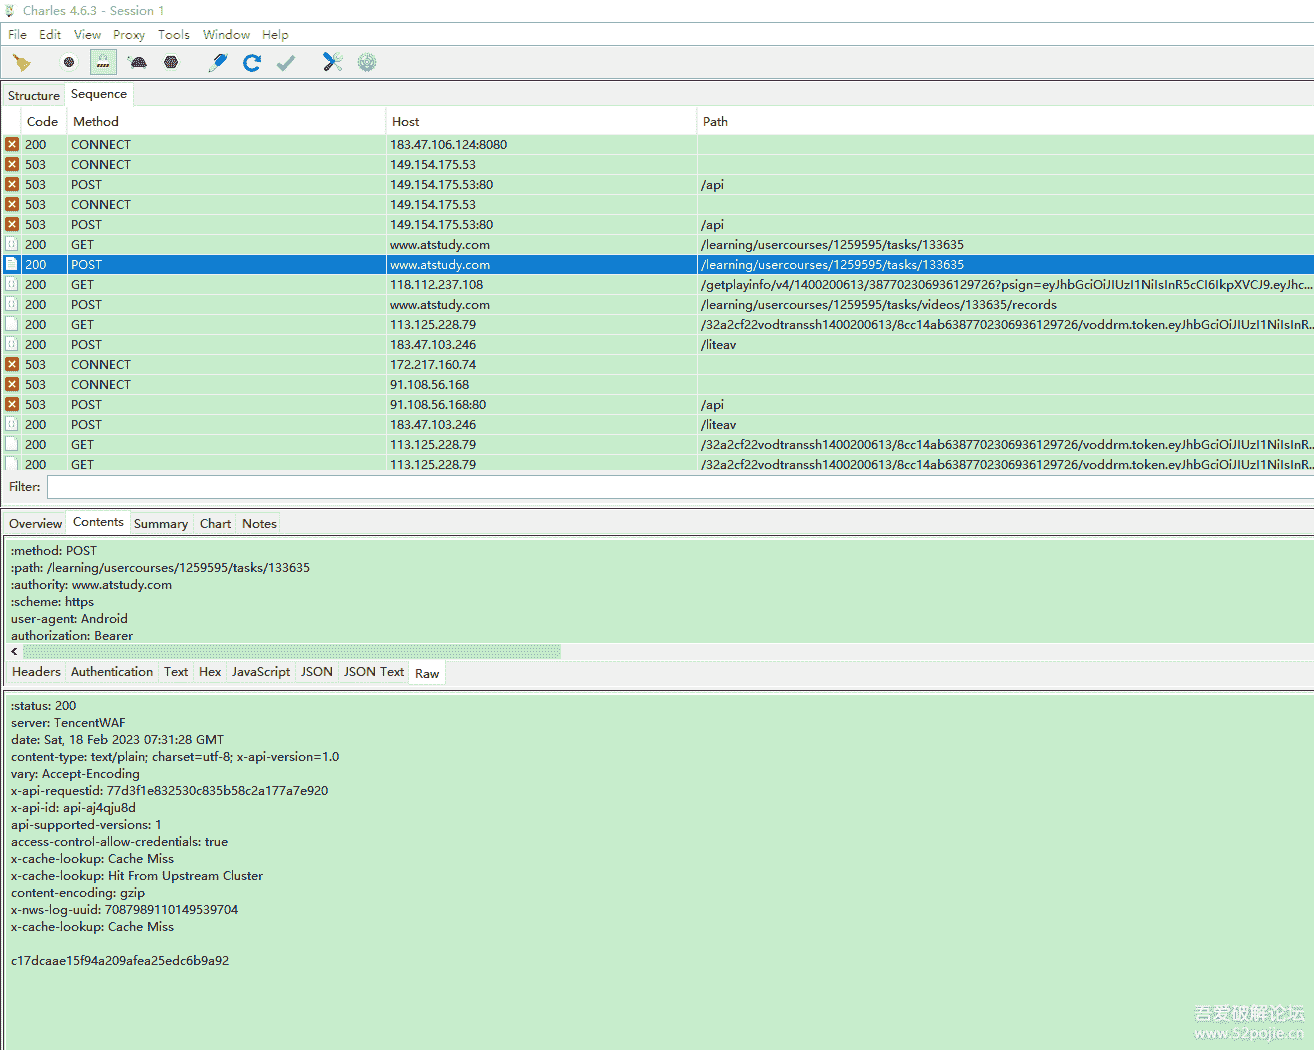 Charles 4.6.3 - Session 1
File Edit View Proxy Tools Window Help
Structure Sequence
Code Method Host Path
200 CONNECT 183.47.106.124:8080
503 CONNECT 149.154.175.53
503 POST 149.154.175.53:80 /api
503 CONNECT 149.154.175.53
503 POST 149.154.175.53:80 /api
200 GET www.atstudy.com /learning/usercourses/1259595/tasks/133635
200 POST www.atstudy.com /learning/usercourses/1259595/tasks/133635
200 GET 118.112.237.108 /getplayinfo/v4/1400200613/387702306936129726?psign=eyJhbGciOiJIUzI1NiIsInR5cCI6IkpXVCJ9.eyJhc...
200 POST www.atstudy.com /learning/usercourses/1259595/tasks/videos/133635/records
200 GET 113.125.228.79 /32a2cf22vodtranssh1400200613/8cc14ab6387702306936129726/voddrm.token.eyJhbGciOiJIUzI1NiIsInR...
200 POST 183.47.103.246 /liteav
503 CONNECT 172.217.160.74
503 CONNECT 91.108.56.168
503 POST 91.108.56.168:80 /api
200 POST 183.47.103.246 /liteav
200 GET 113.125.228.79 /32a2cf22vodtranssh1400200613/8cc14ab6387702306936129726/voddrm.token.eyJhbGciOiJIUzI1NiIsInR...
200 GET 113.125.228.79 /32a2cf22vodtranssh1400200613/8cc14ab6387702306936129726/voddrm.token.eyJhbGciOiJIUzI1NiIsInR...
Filter:
Overview Contents Summary Chart Notes
:method: POST
:path: /learning/usercourses/1259595/tasks/133635
:authority: www.atstudy.com
:scheme: https
user-agent: Android
authorization: Bearer
Headers Authentication Text Hex JavaScript JSON JSON Text Raw
:status: 200
server: TencentWAF
date: Sat, 18 Feb 2023 07:31:28 GMT
content-type: text/plain; charset=utf-8; x-api-version=1.0
vary: Accept-Encoding
x-api-requestid: 77d3f1e832530c835b58c2a177a7e920
x-api-id: api-aj4qju8d
api-supported-versions: 1
access-control-allow-credentials: true
x-cache-lookup: Cache Miss
x-cache-lookup: Hit From Upstream Cluster
content-encoding: gzip
x-nws-log-uuid: 7087989110149539704
x-cache-lookup: Cache Miss
c17dcaae15f94a209afea25edc6b9a92
吾爱破解论坛
www.52pojie.cn